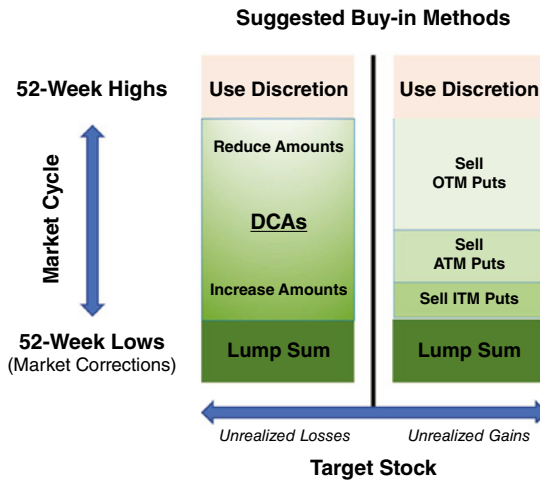 Suggested Buy-in Methods
52-Week Highs
Use Discretion
Use Discretion
Market Cycle
Reduce Amounts
DCAs
Increase Amounts
Sell
OTM Puts
Sell
ATM Puts
Sell ITM Puts
52-Week Lows
(Market Corrections)
Lump Sum
Lump Sum
Unrealized Losses
Unrealized Gains
Target Stock